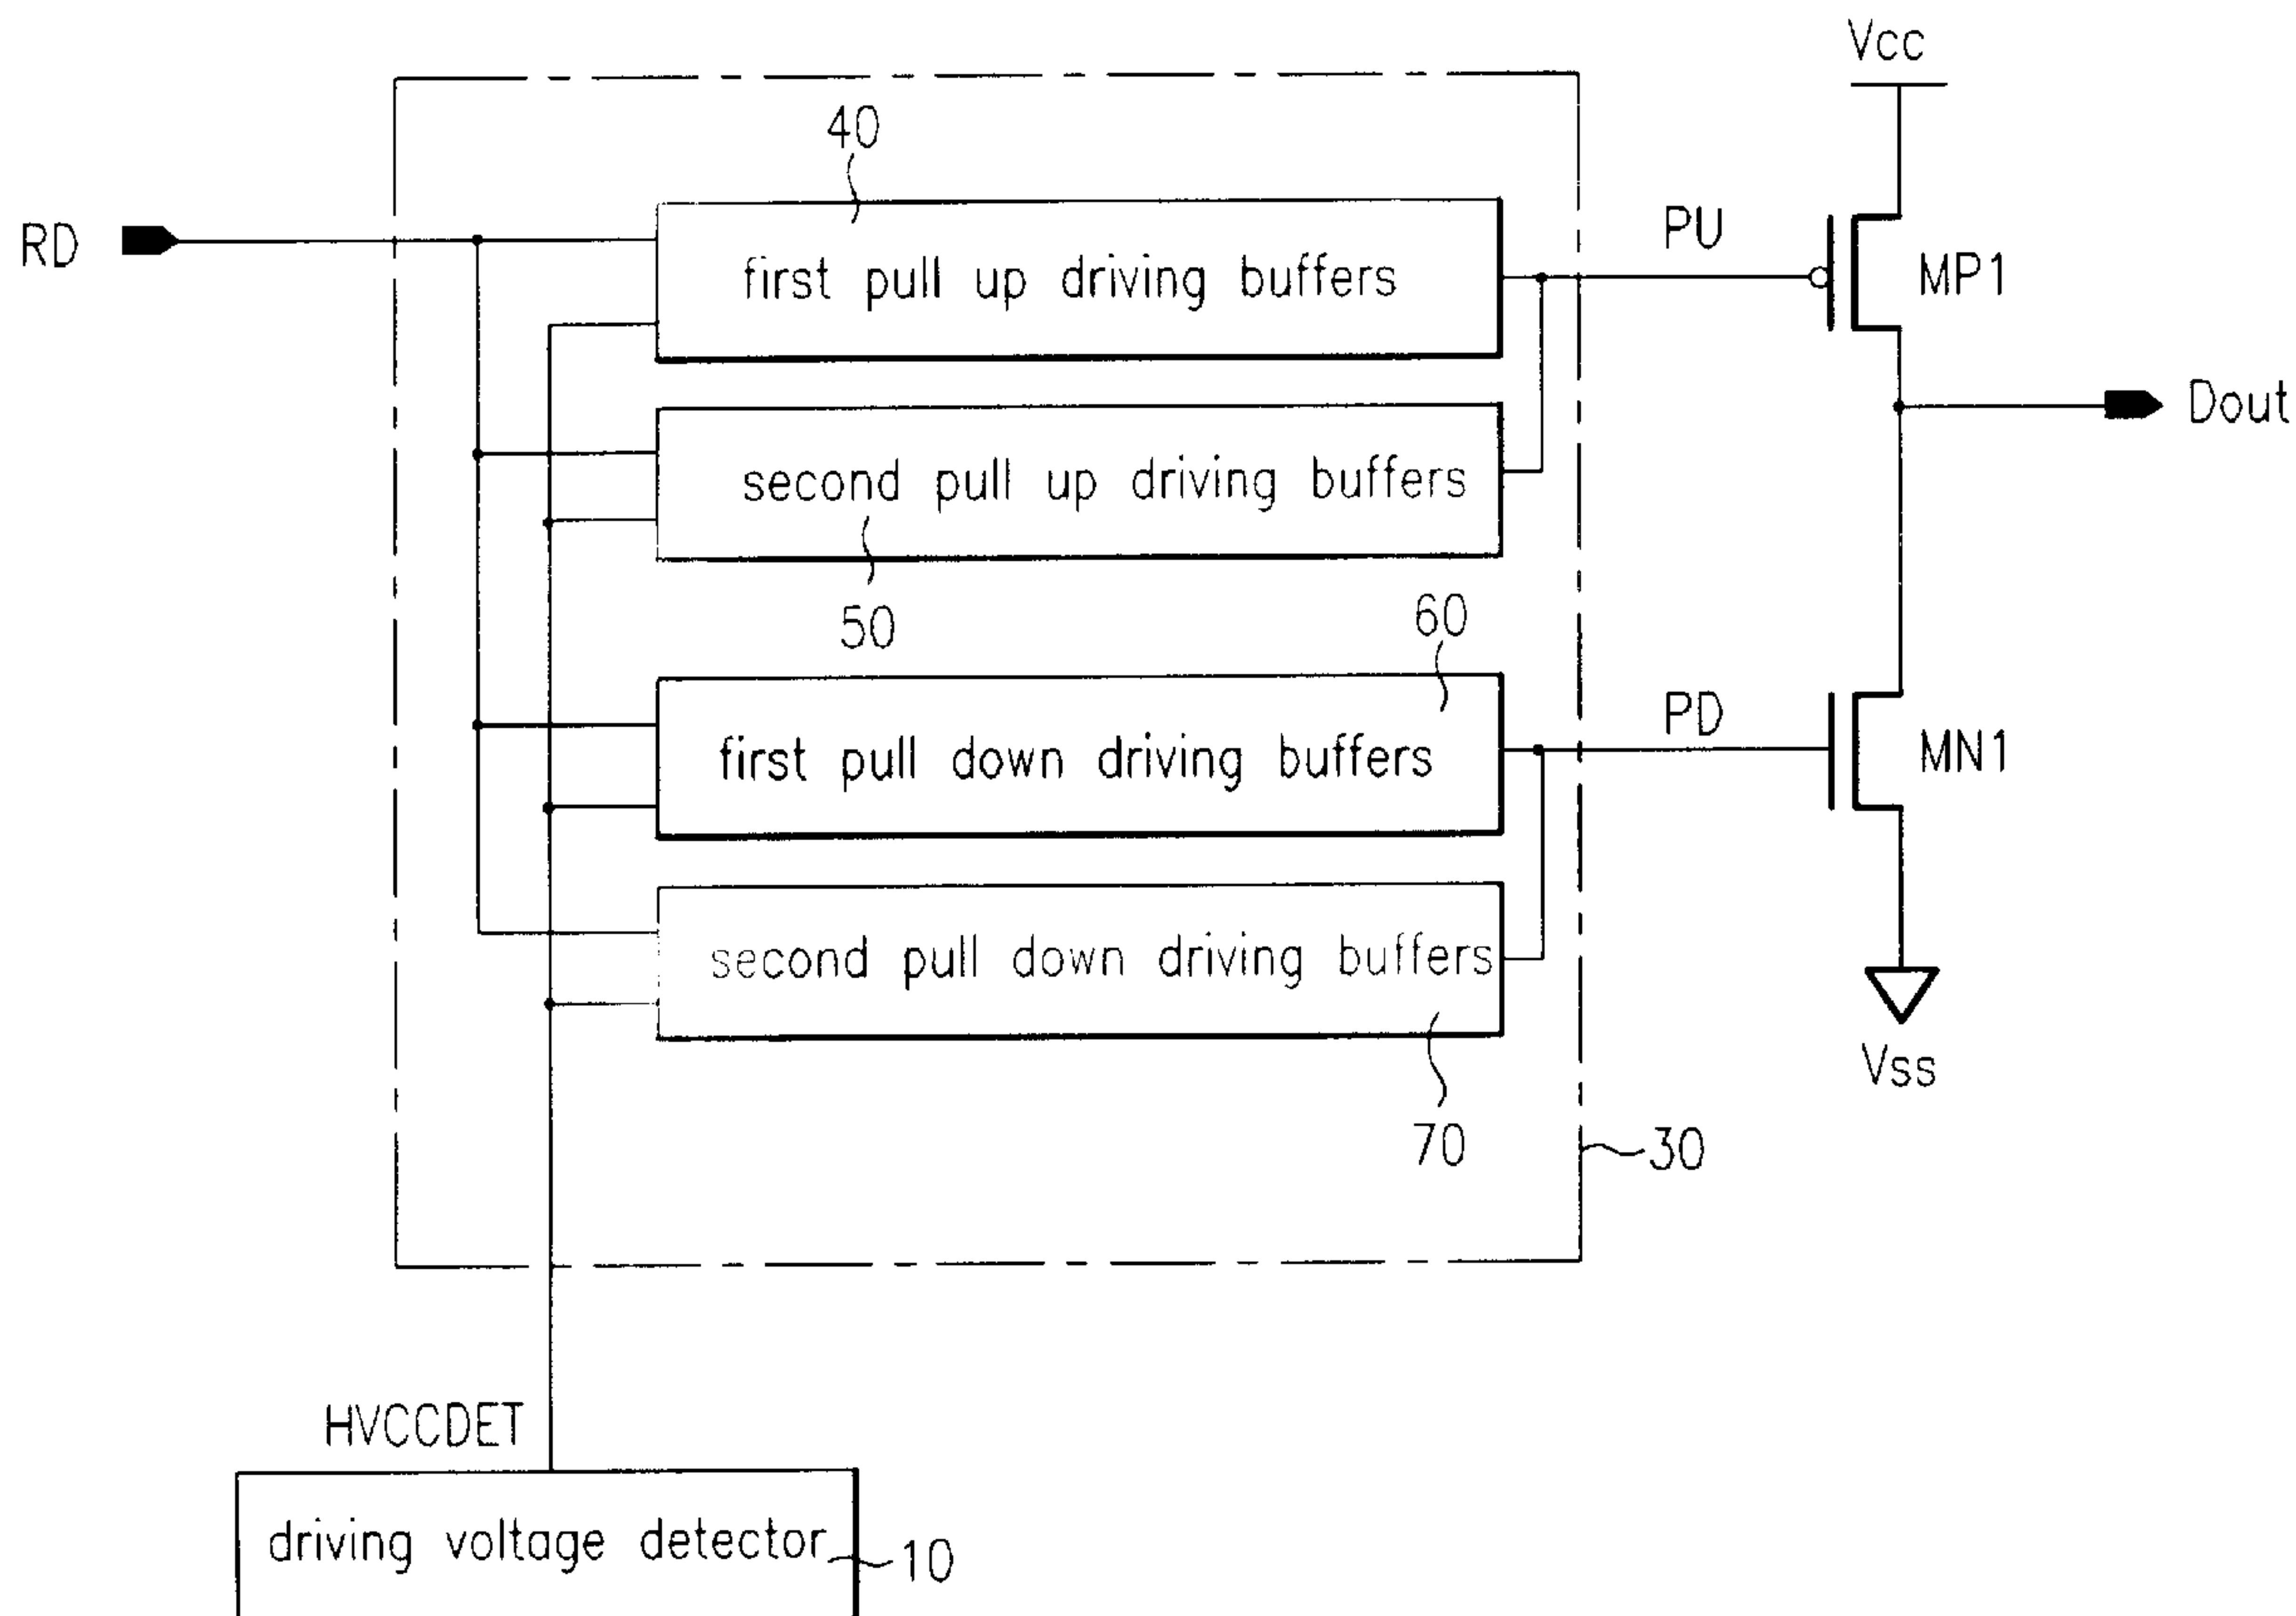 Vcc
40
RD
first pull up driving buffers
PU
MP1
Dout
second pull up driving buffers
50
60
first pull down driving buffers
PD
MN1
second pull down driving buffers
Vss
70
30
HVCCDET
driving voltage detector
10